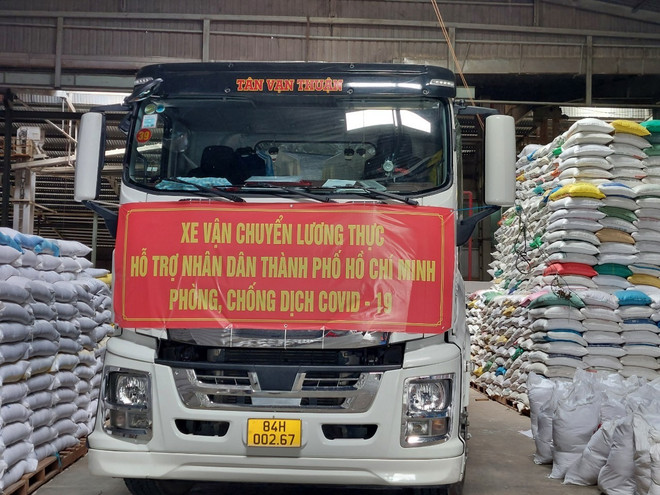 TÂN VẠN THUẬN
39
XE VẬN CHUYỂN LƯƠNG THỰC
HỖ TRỢ NHÂN DÂN THÀNH PHỐ HỒ CHÍ MINH
PHÒNG, CHỐNG DỊCH COVID - 19
84H
002.67